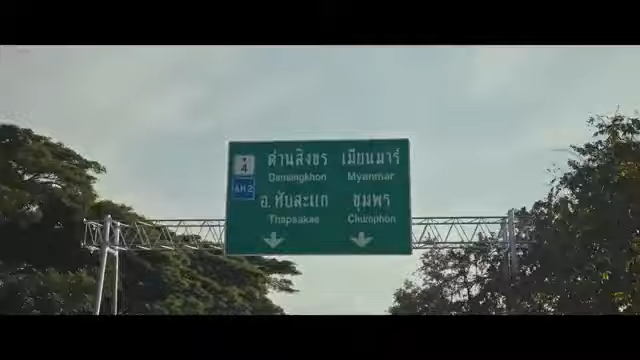 4
AH2
ด่านสิงขร เมียนมาร์
Danangkhon Myanmar
อ.ทับสะแก ชุมพร
Thapsakae Chumphon